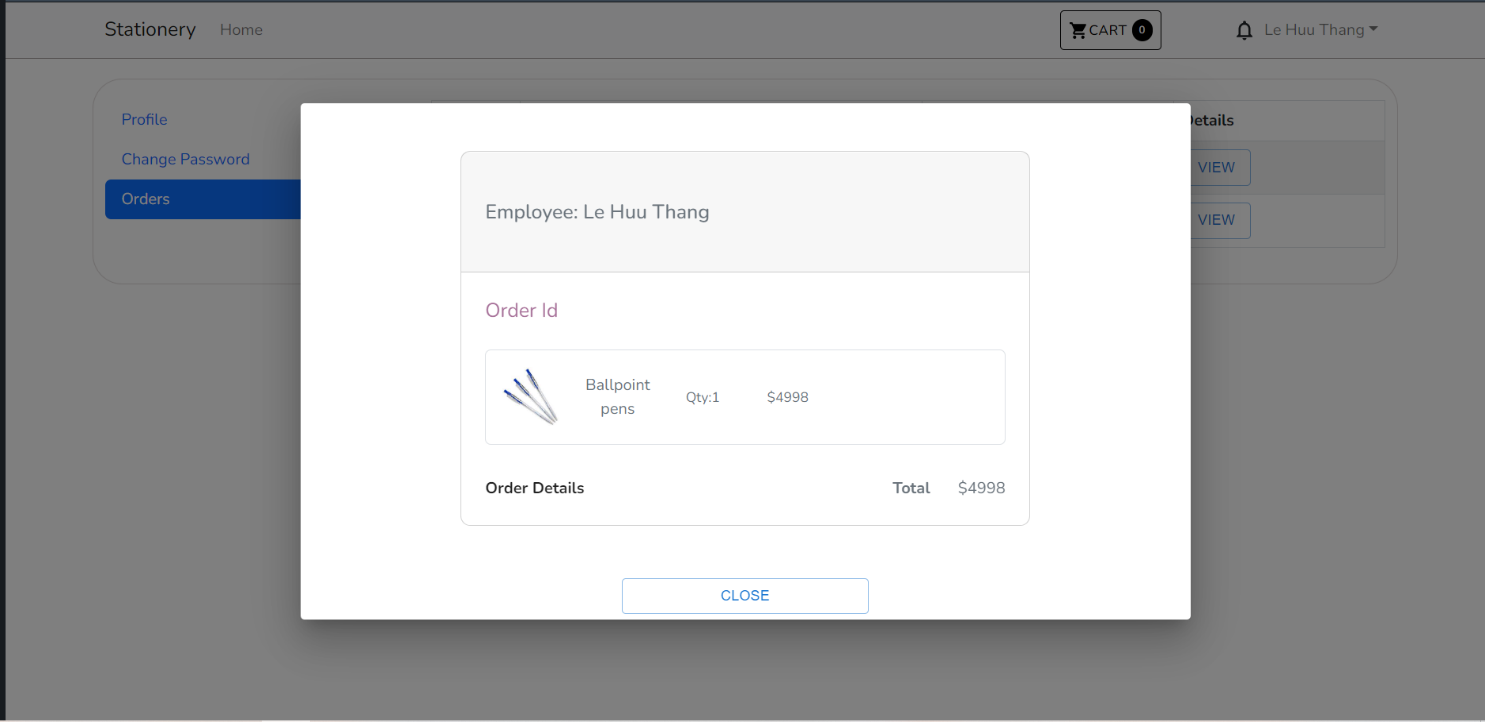 Stationery Home CART 0 Le Huu Thang
Profile
Change Password
Orders
Details
VIEW
VIEW
Employee: Le Huu Thang
Order Id
Ballpoint
pens
Qty:1
$4998
Order Details Total $4998
CLOSE